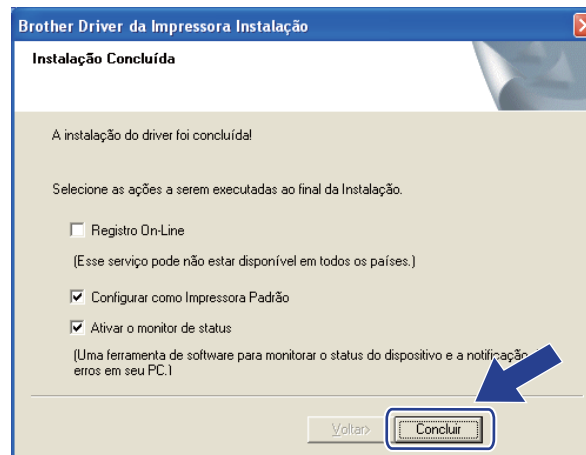 Brother Driver da Impressora Instalação
Instalação Concluída
A instalação do driver foi concluída!
Selecione as ações a serem executadas ao final da Instalação.
Registro On-Line
(Esse serviço pode não estar disponível em todos os países.)
Configurar como Impressora Padrão
Ativar o monitor de status
(Uma ferramenta de software para monitorar o status do dispositivo e a notificação
erros em seu PC.)
Voltar> Concluir